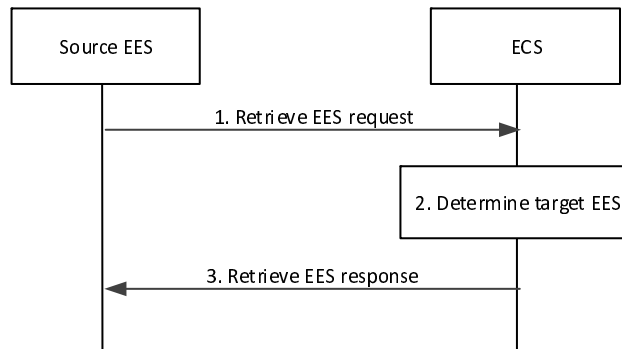 Source EES
ECS
1. Retrieve EES request
2. Determine target EES
3. Retrieve EES response